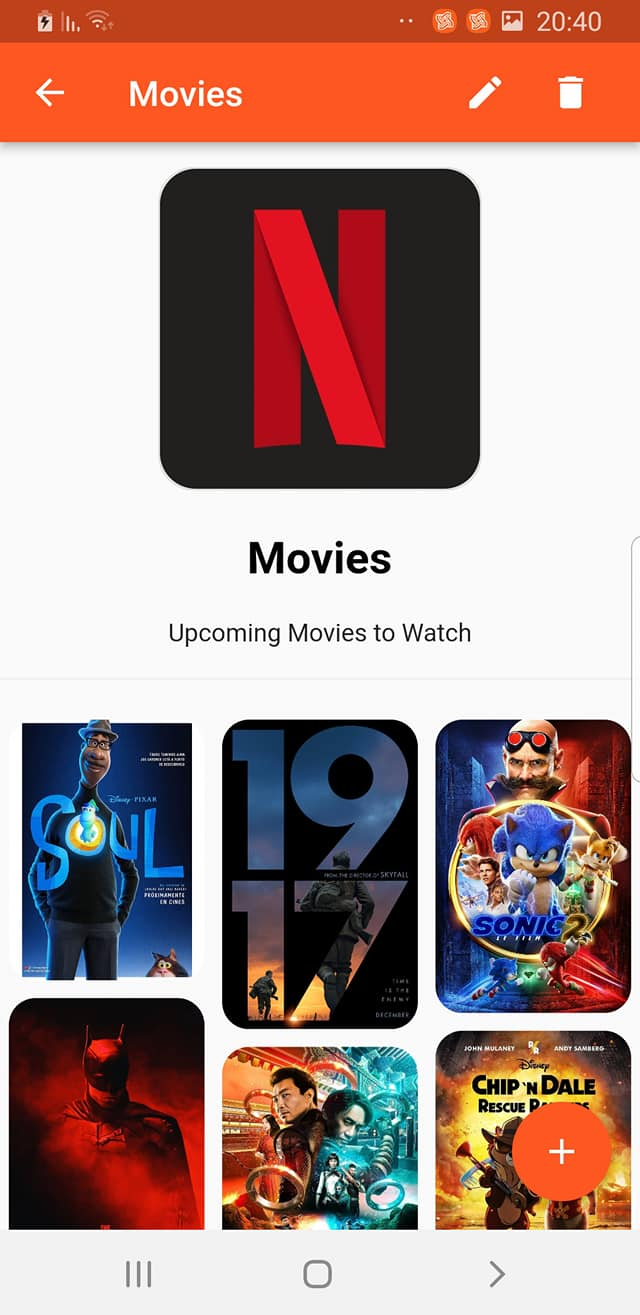 20:40
Movies
N
Movies
Upcoming Movies to Watch
Disney · PIXAR
SOUL
PRÓXIMAMENTE
EN CINES
19
FROM THE DIRECTOR OF SKYFALL
17
TIME
IS THE
ENEMY
DECEMBER
SONIC 2
LE FILM
THE
JOHN MULANEY
ANDY SAMBERG
Disney
CHIP 'N DALE
RESCUE